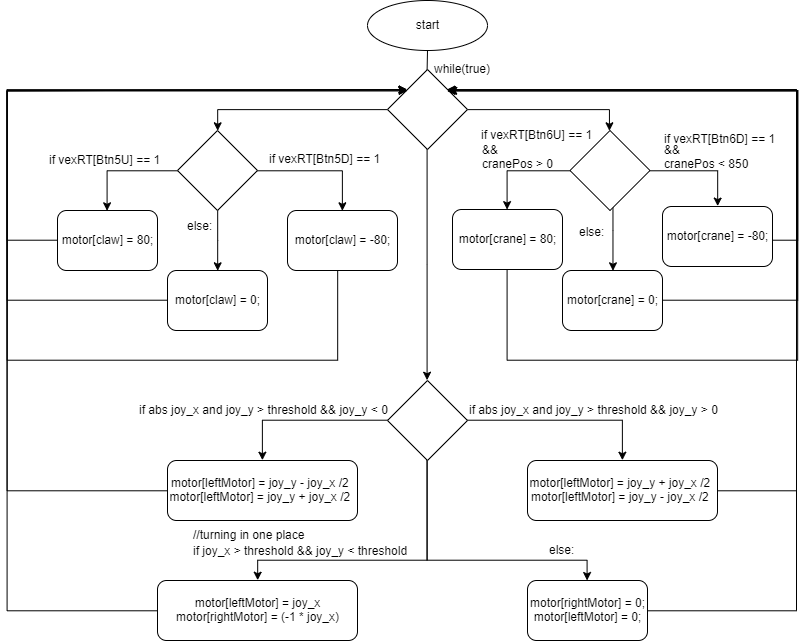 start
while(true)
if vexRT[Btn5U] == 1
if vexRT[Btn5D] == 1
if vexRT[Btn6U] == 1
&&
cranePos > 0
if vexRT[Btn6D] == 1
&&
cranePos < 850
motor[claw] = 80;
else:
motor[claw] = -80;
motor[crane] = 80;
else:
motor[crane] = -80;
motor[claw] = 0;
motor[crane] = 0;
if abs joy_x and joy_y > threshold && joy_y < 0
if abs joy_x and joy_y > threshold && joy_y > 0
motor[leftMotor] = joy_y - joy_x /2
motor[leftMotor] = joy_y + joy_x /2
motor[leftMotor] = joy_y + joy_x /2
motor[leftMotor] = joy_y - joy_x /2
//turning in one place
if joy_x > threshold && joy_y < threshold
else:
motor[leftMotor] = joy_x
motor[rightMotor] = (-1 * joy_x)
motor[rightMotor] = 0;
motor[leftMotor] = 0;